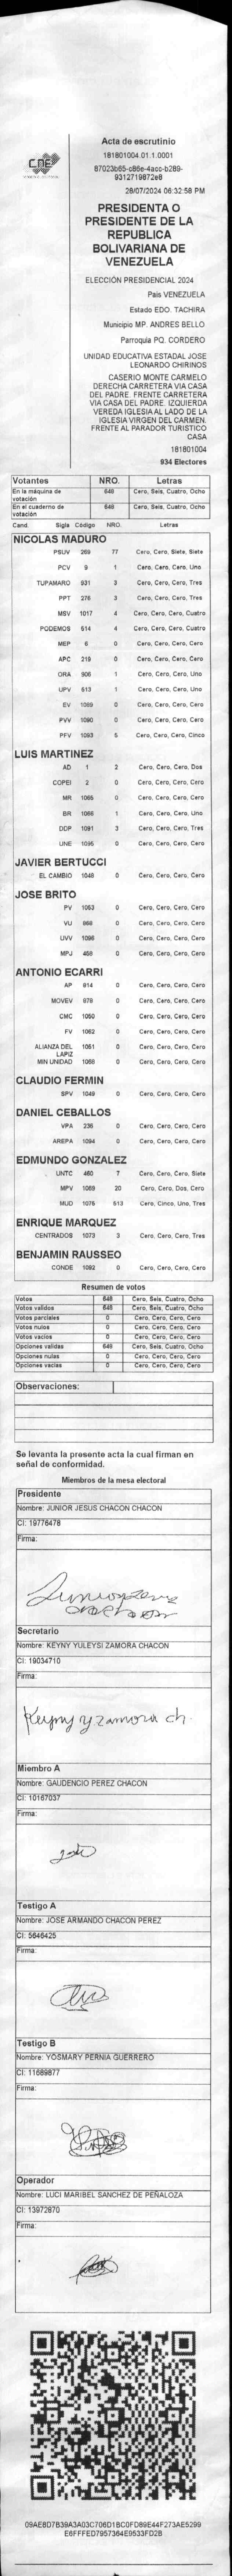 CNE
Acta de escrutinio
181801004.01.1.0001
9312719872e8
28/07/2024 06:32:58 PM
PRESIDENTA O
PRESIDENTE DE LA
REPUBLICA
BOLIVARIANA DE
VENEZUELA
ELECCIÓN PRESIDENCIAL 2024
Pais VENEZUELA
Estado EDO. TACHIRA
Municipio MP. ANDRES BELLO
Parroquia PQ. CORDERO
UNIDAD EDUCATIVA ESTADAL JOSE
LEONARDO CHIRINOS
CASERIO MONTE CARMELO
DERECHA CARRETERA VIA CASA
DEL PADRE. FRENTE CARRETERA
VIA CASA DEL PADRE. IZQUIERDA
VEREDA IGLESIA AL LADO DE LA
IGLESIA VIRGEN DEL CARMEN.
FRENTE AL PARADOR TURISTICO
CASA
181801004
934 Electores
Votantes NRO. Letras
En la máquina de votación 648 Cero, Seis, Cuatro, Ocho
En el cuaderno de votación 648 Cero, Seis, Cuatro, Ocho
Cand. Sigla Código NRO. Letras
NICOLAS MADURO
PSUV 269 77 Cero, Cero, Siete, Siete
PCV 9 1 Cero, Cero, Cero, Uno
TUPAMARO 931 3 Cero, Cero, Cero, Tres
PPT 276 3 Cero, Cero, Cero, Tres
MSV 1017 4 Cero, Cero, Cero, Cuatro
PODEMOS 514 4 Cero, Cero, Cero, Cuatro
MEP 6 0 Cero, Cero, Cero, Cero
APC 219 0 Cero, Cero, Cero, Cero
ORA 906 1 Cero, Cero, Cero, Uno
UPV 613 1 Cero, Cero, Cero, Uno
EV 1089 0 Cero, Cero, Cero, Cero
PVV 1090 0 Cero, Cero, Cero, Cero
PFV 1093 5 Cero, Cero, Cero, Cinco
LUIS MARTINEZ
AD 1 2 Cero, Cero, Cero, Dos
COPEI 2 0 Cero, Cero, Cero, Cero
MR 1065 0 Cero, Cero, Cero, Cero
BR 1066 1 Cero, Cero, Cero, Uno
DDP 1091 3 Cero, Cero, Cero, Tres
UNE 1095 0 Cero, Cero, Cero, Cero
JAVIER BERTUCCI
EL CAMBIO 1048 0 Cero, Cero, Cero, Cero
JOSE BRITO
PV 1053 0 Cero, Cero, Cero, Cero
VU 868 0 Cero, Cero, Cero, Cero
UVV 1096 0 Cero, Cero, Cero, Cero
MPJ 459 0 Cero, Cero, Cero, Cero
ANTONIO ECARRI
AP 814 0 Cero, Cero, Cero, Cero
MOVEV 978 0 Cero, Cero, Cero, Cero
CMC 1050 0 Cero, Cero, Cero, Cero
FV 1062 0 Cero, Cero, Cero, Cero
ALIANZA DEL LAPIZ 1051 0 Cero, Cero, Cero, Cero
MIN UNIDAD 1068 0 Cero, Cero, Cero, Cero
CLAUDIO FERMIN
SPV 1049 0 Cero, Cero, Cero, Cero
DANIEL CEBALLOS
VPA 236 0 Cero, Cero, Cero, Cero
AREPA 1094 0 Cero, Cero, Cero, Cero
EDMUNDO GONZALEZ
UNTC 460 7 Cero, Cero, Cero, Siete
MPV 1069 20 Cero, Cero, Dos, Cero
MUD 1076 513 Cero, Cinco, Uno, Tres
ENRIQUE MARQUEZ
CENTRADOS 1073 3 Cero, Cero, Cero, Tres
BENJAMIN RAUSSEO
CONDE 1092 0 Cero, Cero, Cero, Cero
Resumen de votos
Votos 648 Cero, Seis, Cuatro, Ocho
Votos validos 648 Cero, Seis, Cuatro, Ocho
Votos parciales 0 Cero, Cero, Cero, Cero
Votos nulos 0 Cero, Cero, Cero, Cero
Votos vacios 0 Cero, Cero, Cero, Cero
Opciones validas 648 Cero, Seis, Cuatro, Ocho
Opciones nulas 0 Cero, Cero, Cero, Cero
Opciones vacias 0 Cero, Cero, Cero, Cero
Observaciones:
Se levanta la presente acta la cual firman en
señal de conformidad.
Miembros de la mesa electoral
Presidente
Nombre: JUNIOR JESUS CHACON CHACON
CI: 19776478
Firma:
Secretario
Nombre: KEYNY YULEYSI ZAMORA CHACON
CI: 19034710
Firma:
Keyny y zamora ch.
Miembro A
Nombre: GAUDENCIO PEREZ CHACON
CI: 10167037
Firma:
Testigo A
Nombre: JOSE ARMANDO CHACON PEREZ
CI: 5646425
Firma:
Testigo B
Nombre: YOSMARY PERNIA GUERRERO
CI: 11689877
Firma:
Operador
Nombre: LUCI MARIBEL SANCHEZ DE PEÑALOZA
CI: 13972870
Firma:
09AE8D7B39A3A03C706D1BC0FD89E44F273AE5299
E6FFFED7957364E9533FD2B